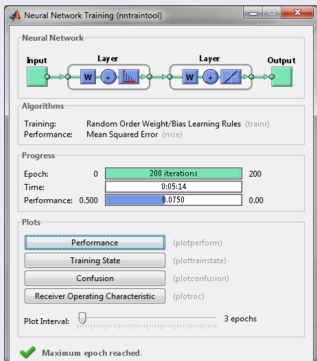 Neural Network Training (nntraintool)
Neural Network
Input
Layer
Layer
Output
W
+
W
+
Algorithms
Training: Random Order Weight/Bias Learning Rules (trainr)
Performance: Mean Squared Error (mse)
Progress
Epoch: 0 200 iterations 200
Time: 0:05:14
Performance: 0.500 0.0750 0.00
Plots
Performance (plotperform)
Training State (plottrainstate)
Confusion (plotconfusion)
Receiver Operating Characteristic (plotroc)
Plot Interval: 3 epochs
Maximum epoch reached.